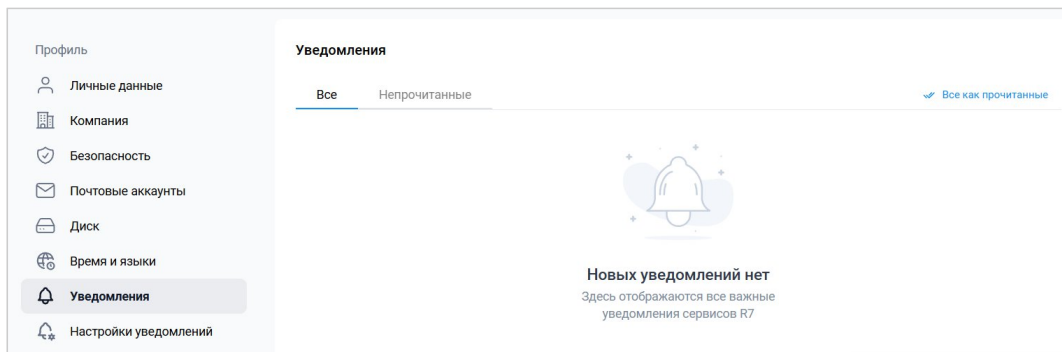 Профиль
Личные данные
Компания
Безопасность
Почтовые аккаунты
Диск
Время и языки
Уведомления
Настройки уведомлений
Уведомления
Все
Непрочитанные
Все как прочитанные
Новых уведомлений нет
Здесь отображаются все важные
уведомления сервисов R7